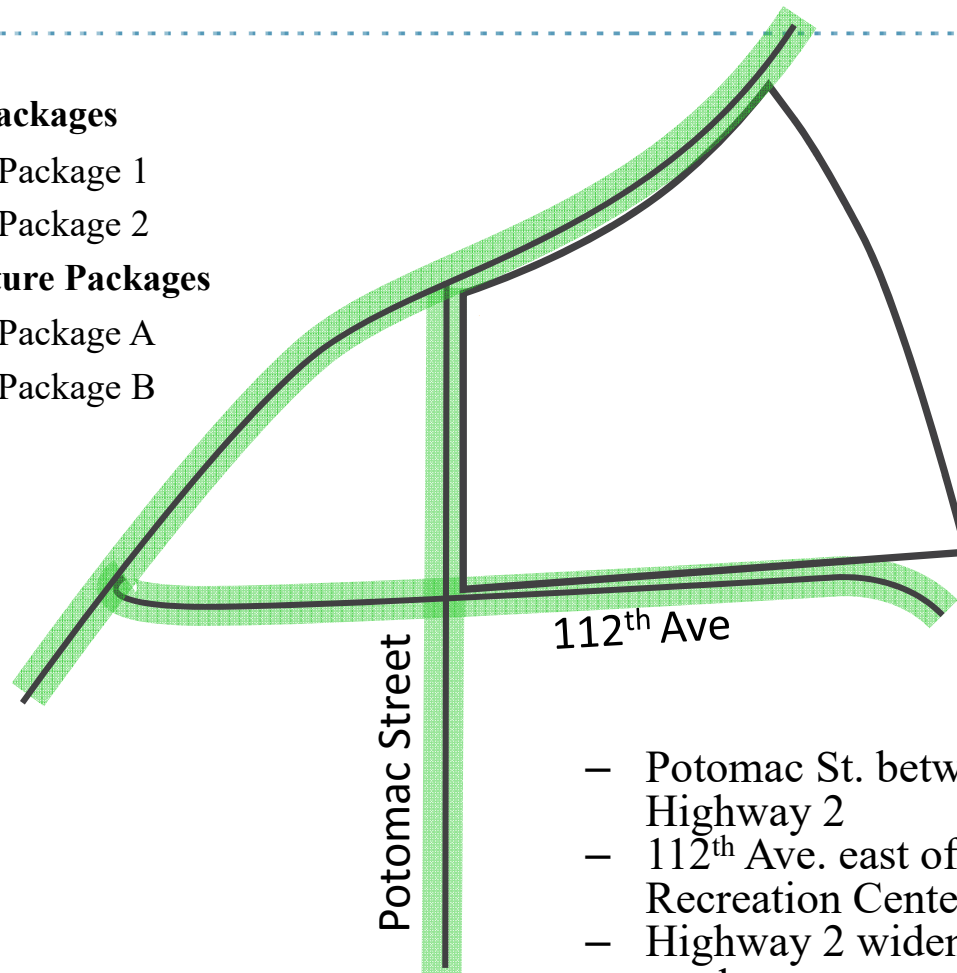 ackages
Package 1
Package 2
ture Packages
Package A
Package B
112th Ave
Potomac Street
– Potomac St. betw
Highway 2
– 112th Ave. east of
Recreation Cente
– Highway 2 widen